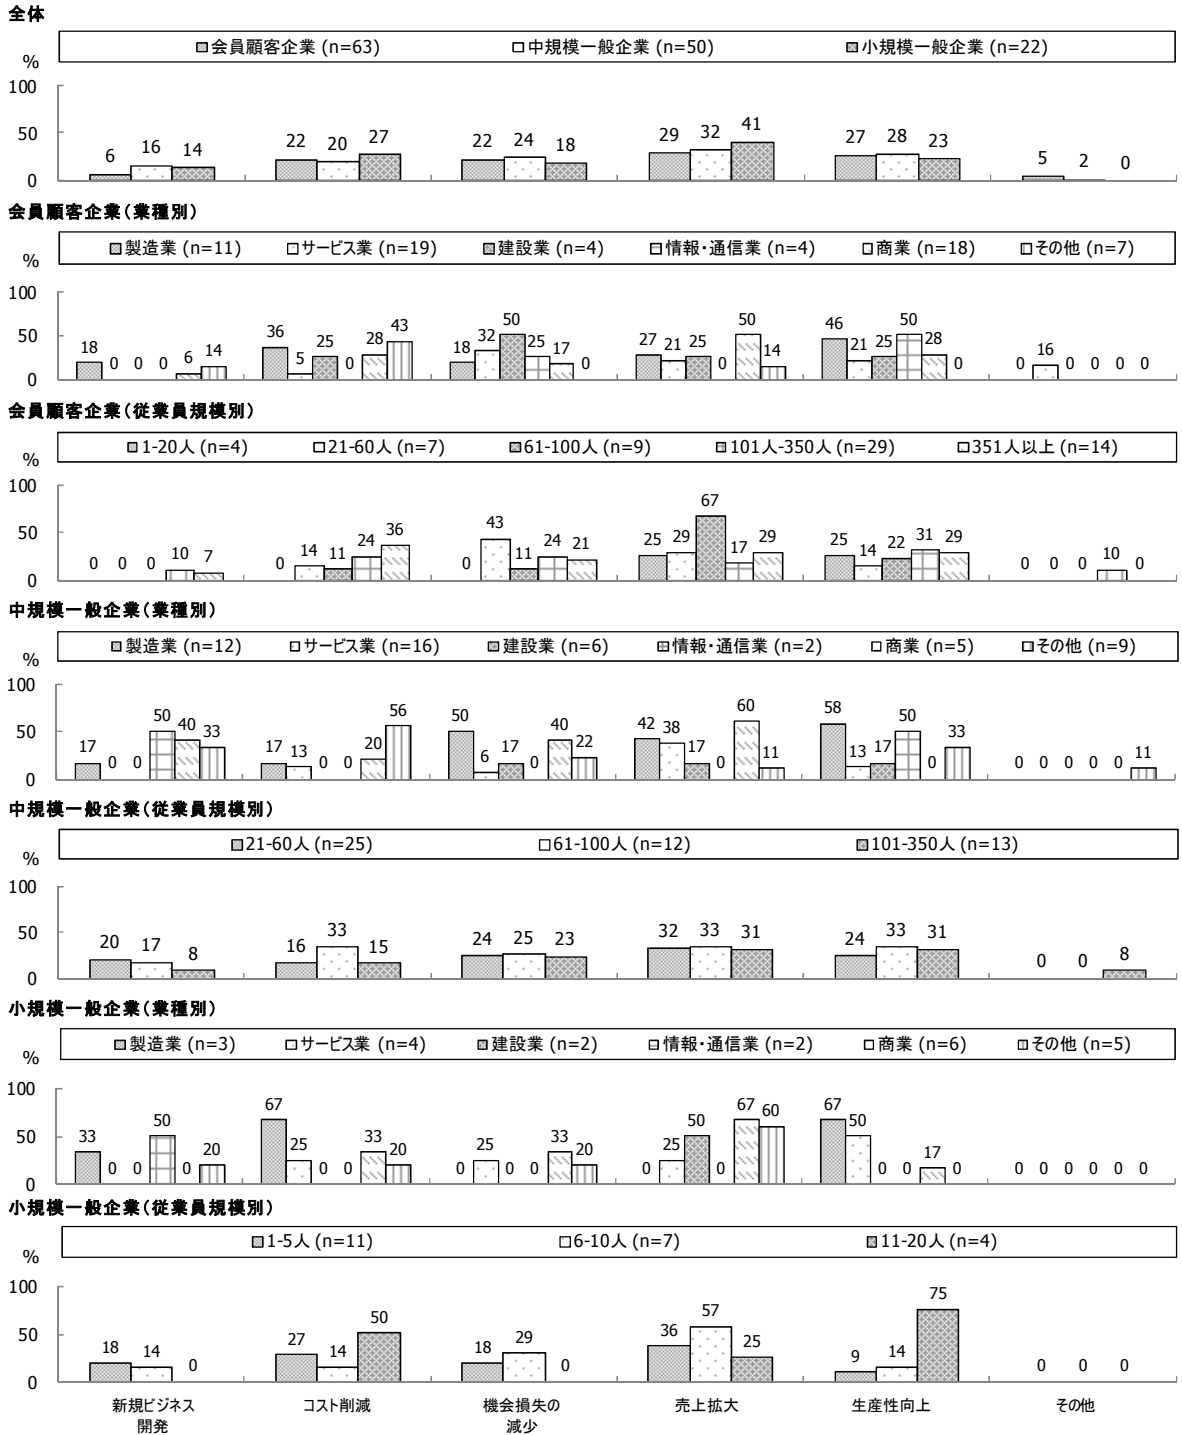 全体
会員顧客企業 (n=63) 中規模一般企業 (n=50) 小規模一般企業 (n=22)
%
100
50
0
6 16 14 22 20 27 22 24 18 29 32 41 27 28 23 5 2 0
会員顧客企業(業種別)
製造業 (n=11) サービス業 (n=19) 建設業 (n=4) 情報・通信業 (n=4) 商業 (n=18) その他 (n=7)
%
100
50
0
18 0 0 0 6 14 36 5 25 0 28 43 18 32 50 25 17 0 27 21 25 0 50 14 46 21 25 50 28 0 0 16 0 0 0 0
会員顧客企業(従業員規模別)
1-20人 (n=4) 21-60人 (n=7) 61-100人 (n=9) 101人-350人 (n=29) 351人以上 (n=14)
%
100
50
0
0 0 0 10 7 0 14 11 24 36 0 43 11 24 21 25 29 67 17 29 25 14 22 31 29 0 0 0 10 0
中規模一般企業(業種別)
製造業 (n=12) サービス業 (n=16) 建設業 (n=6) 情報・通信業 (n=2) 商業 (n=5) その他 (n=9)
%
100
50
0
17 0 0 50 40 33 17 13 0 0 20 56 50 6 17 0 40 22 42 38 17 0 60 11 58 13 17 50 0 33 0 0 0 0 0 11
中規模一般企業(従業員規模別)
21-60人 (n=25) 61-100人 (n=12) 101-350人 (n=13)
%
100
50
0
20 17 8 16 33 15 24 25 23 32 33 31 24 33 31 0 0 8
小規模一般企業(業種別)
製造業 (n=3) サービス業 (n=4) 建設業 (n=2) 情報・通信業 (n=2) 商業 (n=6) その他 (n=5)
%
100
50
0
33 0 0 50 0 20 67 25 0 0 33 20 0 25 0 0 33 20 0 25 50 0 67 60 67 50 0 0 17 0 0 0 0 0 0 0
小規模一般企業(従業員規模別)
1-5人 (n=11) 6-10人 (n=7) 11-20人 (n=4)
%
100
50
0
18 14 0 27 14 50 18 29 0 36 57 25 9 14 75 0 0 0
新規ビジネス コスト削減 機会損失の 売上拡大 生産性向上 その他
開発 減少